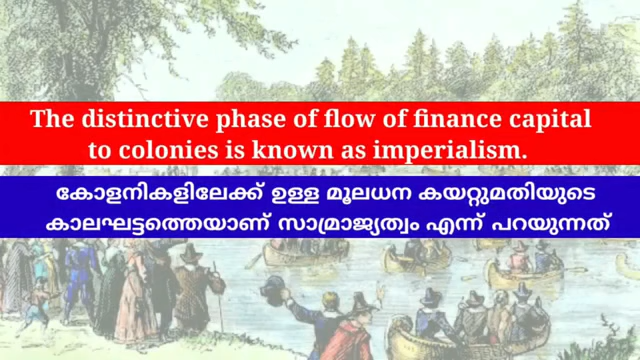 The distinctive phase of flow of finance capital
to colonies is known as imperialism.
കോളനികളിലേക്ക് ഉള്ള മൂലധന കയറ്റുമതിയുടെ
കാലഘട്ടത്തെയാണ് സാമ്രാജ്യത്വം എന്ന് പറയുന്നത്